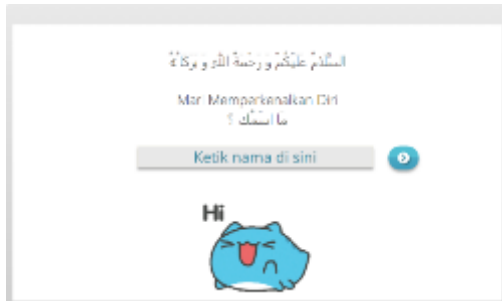 السَّلَامُ عَلَيْكُمْ وَ رَحْمَةُ اللهِ وَ بَرَكَاتُهُ
Mari Memperkenalkan Diri
مَا اسْمُكَ ؟
Ketik nama di sini
Hi